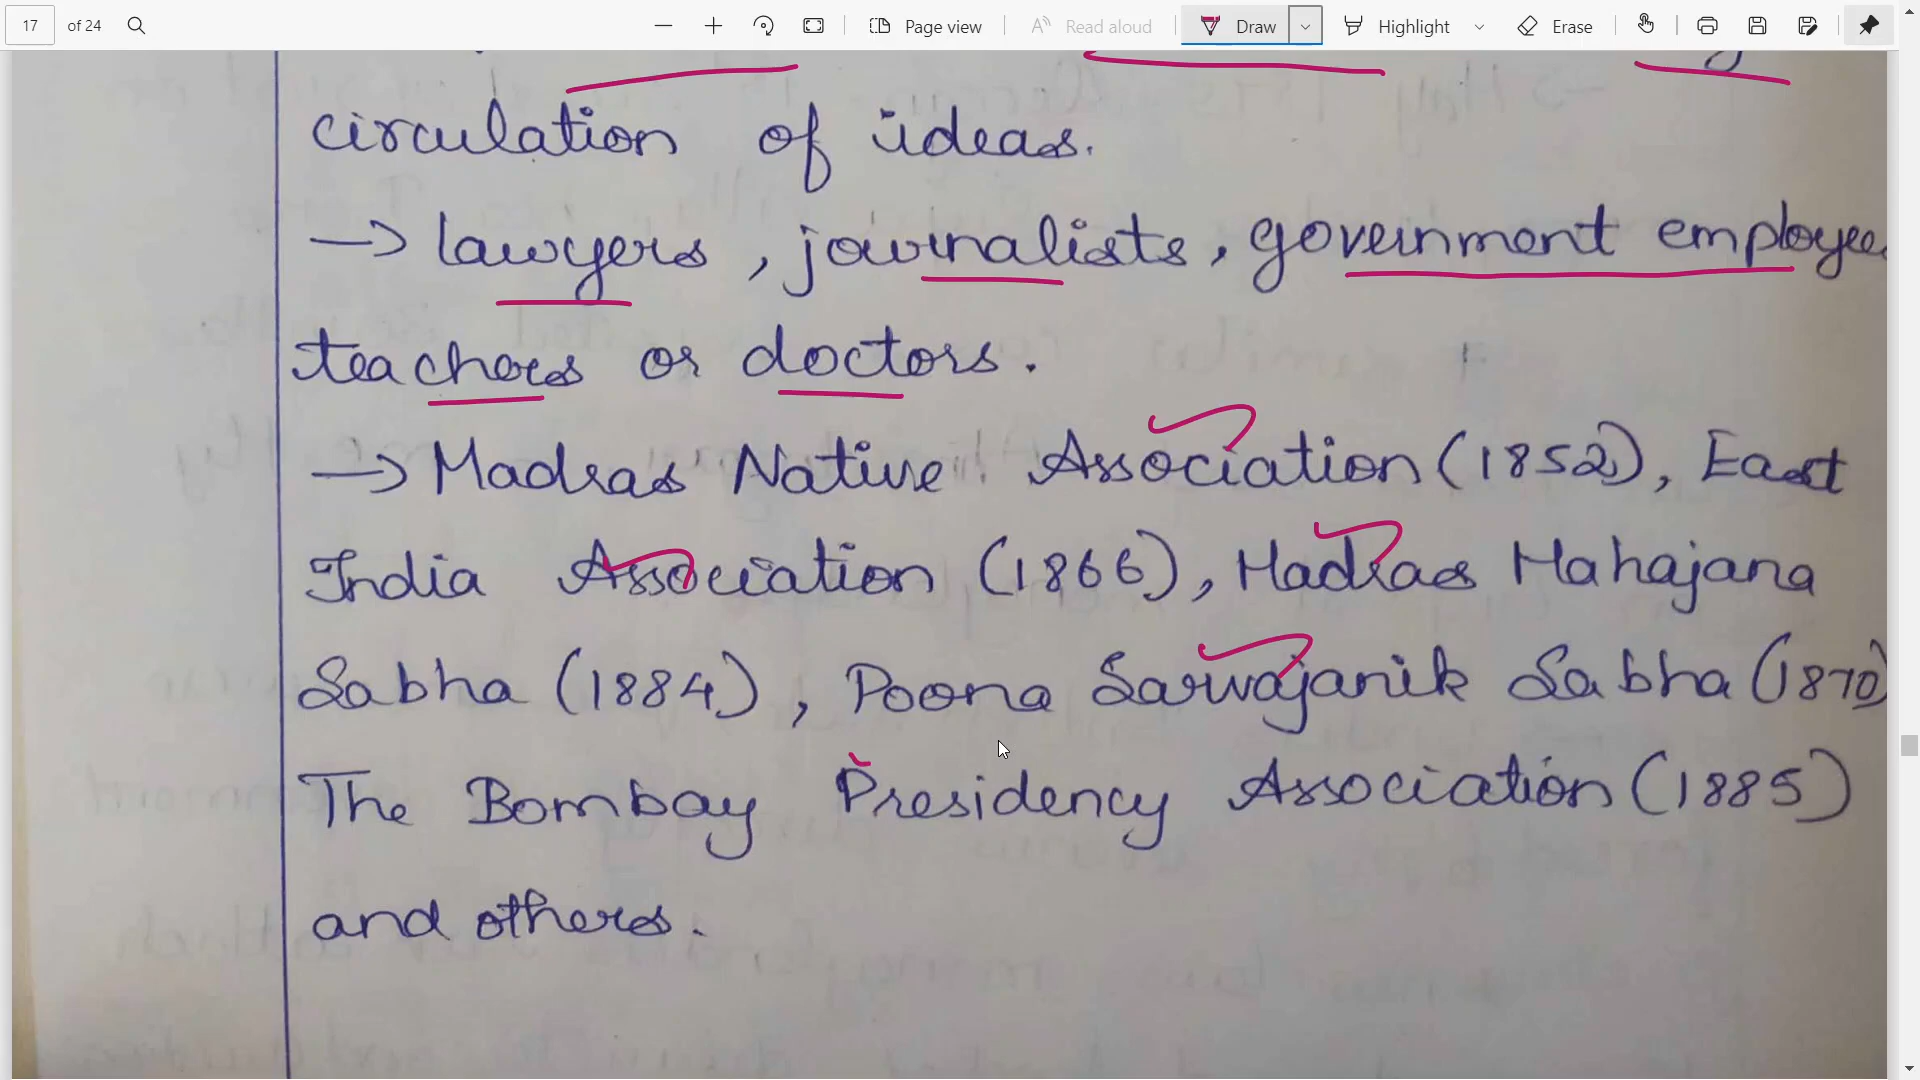 17 of 24 Page view Read aloud Draw Highlight Erase
circulation of ideas.
→ lawyers, journalists, government employee
teachers or doctors.
→ Madras Native Association (1852), East
India Association (1866), Madras Mahajana
Sabha (1884), Poona Sarvajanik Sabha (1870)
The Bombay Presidency Association (1885)
and others.